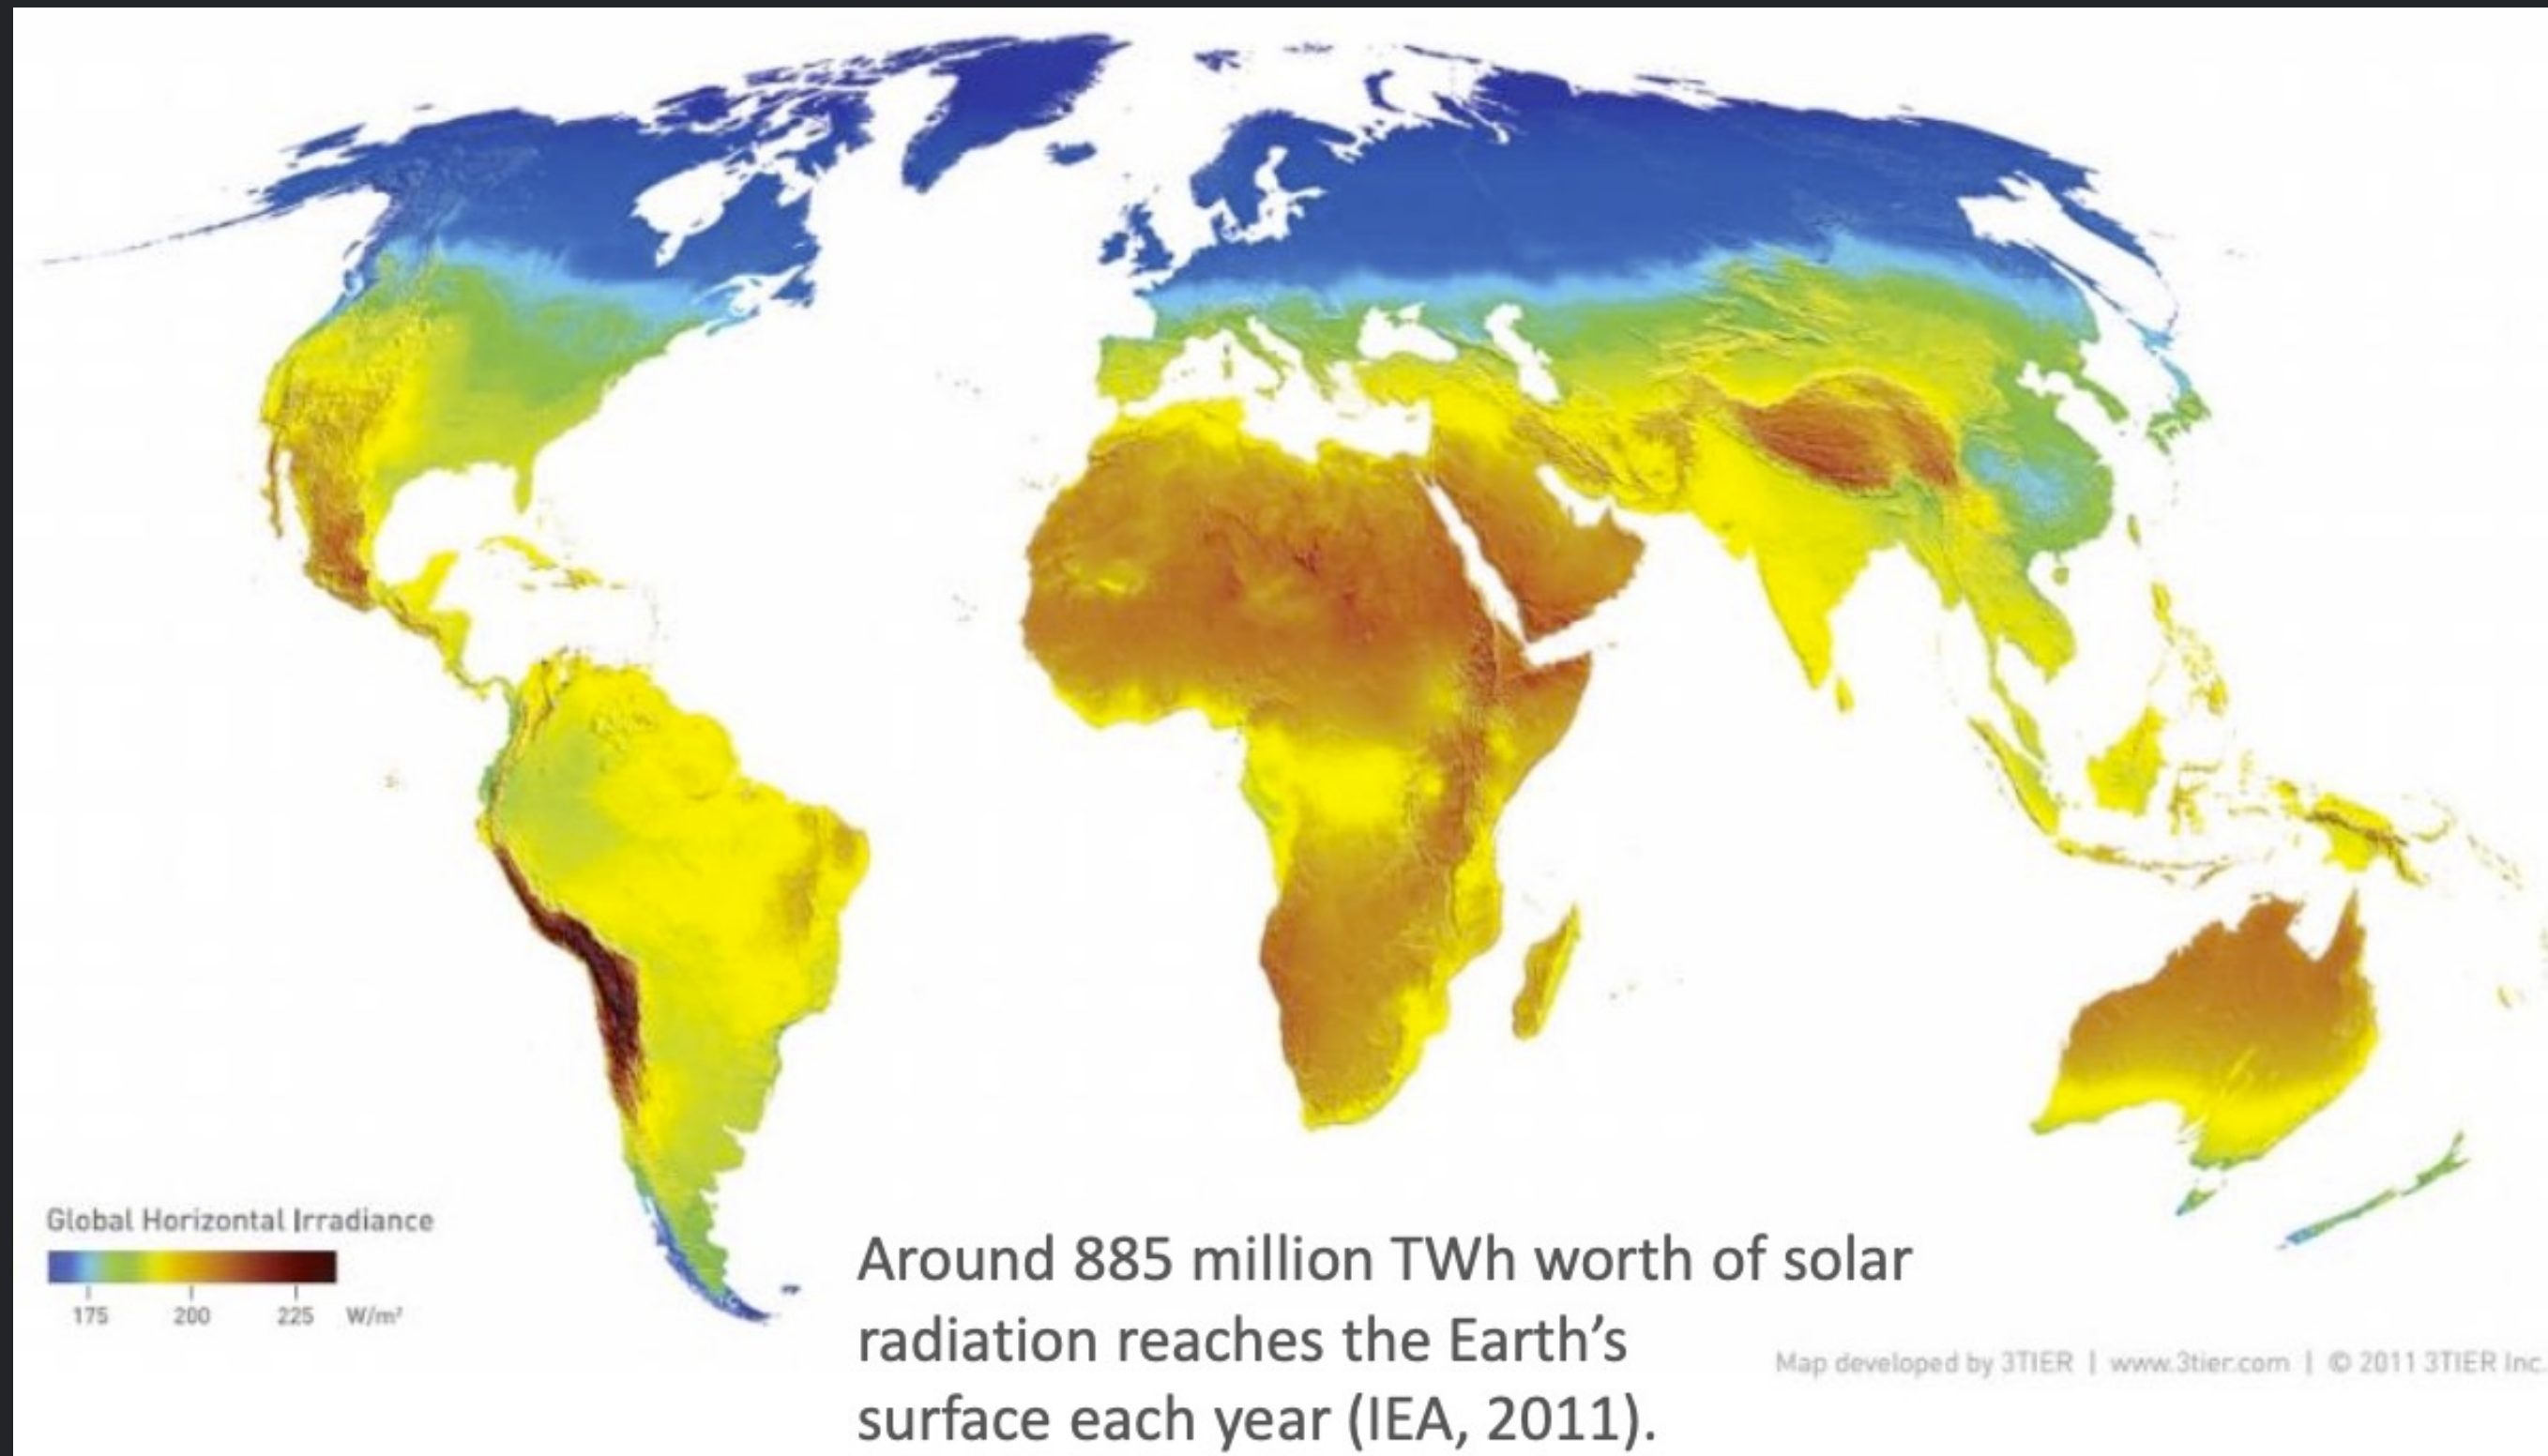 Global Horizontal Irradiance
175 200 225 W/m²
Around 885 million TWh worth of solar
radiation reaches the Earth’s
surface each year (IEA, 2011).
Map developed by 3TIER | www.3tier.com | © 2011 3TIER Inc.